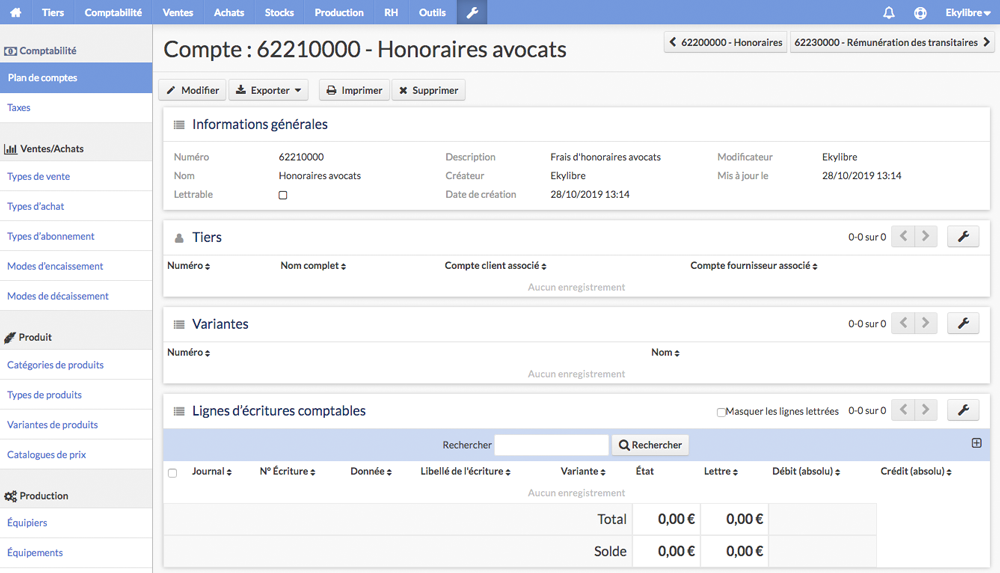 Tiers Comptabilité Ventes Achats Stocks Production RH Outils Ekylibre
Comptabilité
Plan de comptes
Taxes
Ventes/Achats
Types de vente
Types d'achat
Types d'abonnement
Modes d'encaissement
Modes de décaissement
Produit
Catégories de produits
Types de produits
Variantes de produits
Catalogues de prix
Production
Équipiers
Équipements
Compte : 62210000 - Honoraires avocats
62200000 - Honoraires 62230000 - Rémunération des transitaires
Modifier Exporter Imprimer Supprimer
Informations générales
Numéro 62210000 Description Frais d'honoraires avocats Modificateur Ekylibre
Nom Honoraires avocats Créateur Ekylibre Mis à jour le 28/10/2019 13:14
Lettrable Date de création 28/10/2019 13:14
Tiers 0-0 sur 0
Numéro Nom complet Compte client associé Compte fournisseur associé
Aucun enregistrement
Variantes 0-0 sur 0
Numéro Nom
Aucun enregistrement
Lignes d'écritures comptables Masquer les lignes lettrées 0-0 sur 0
Rechercher Rechercher
Journal N° Écriture Donnée Libellé de l'écriture Variante État Lettre Débit (absolu) Crédit (absolu)
Aucun enregistrement
Total 0,00 € 0,00 €
Solde 0,00 € 0,00 €